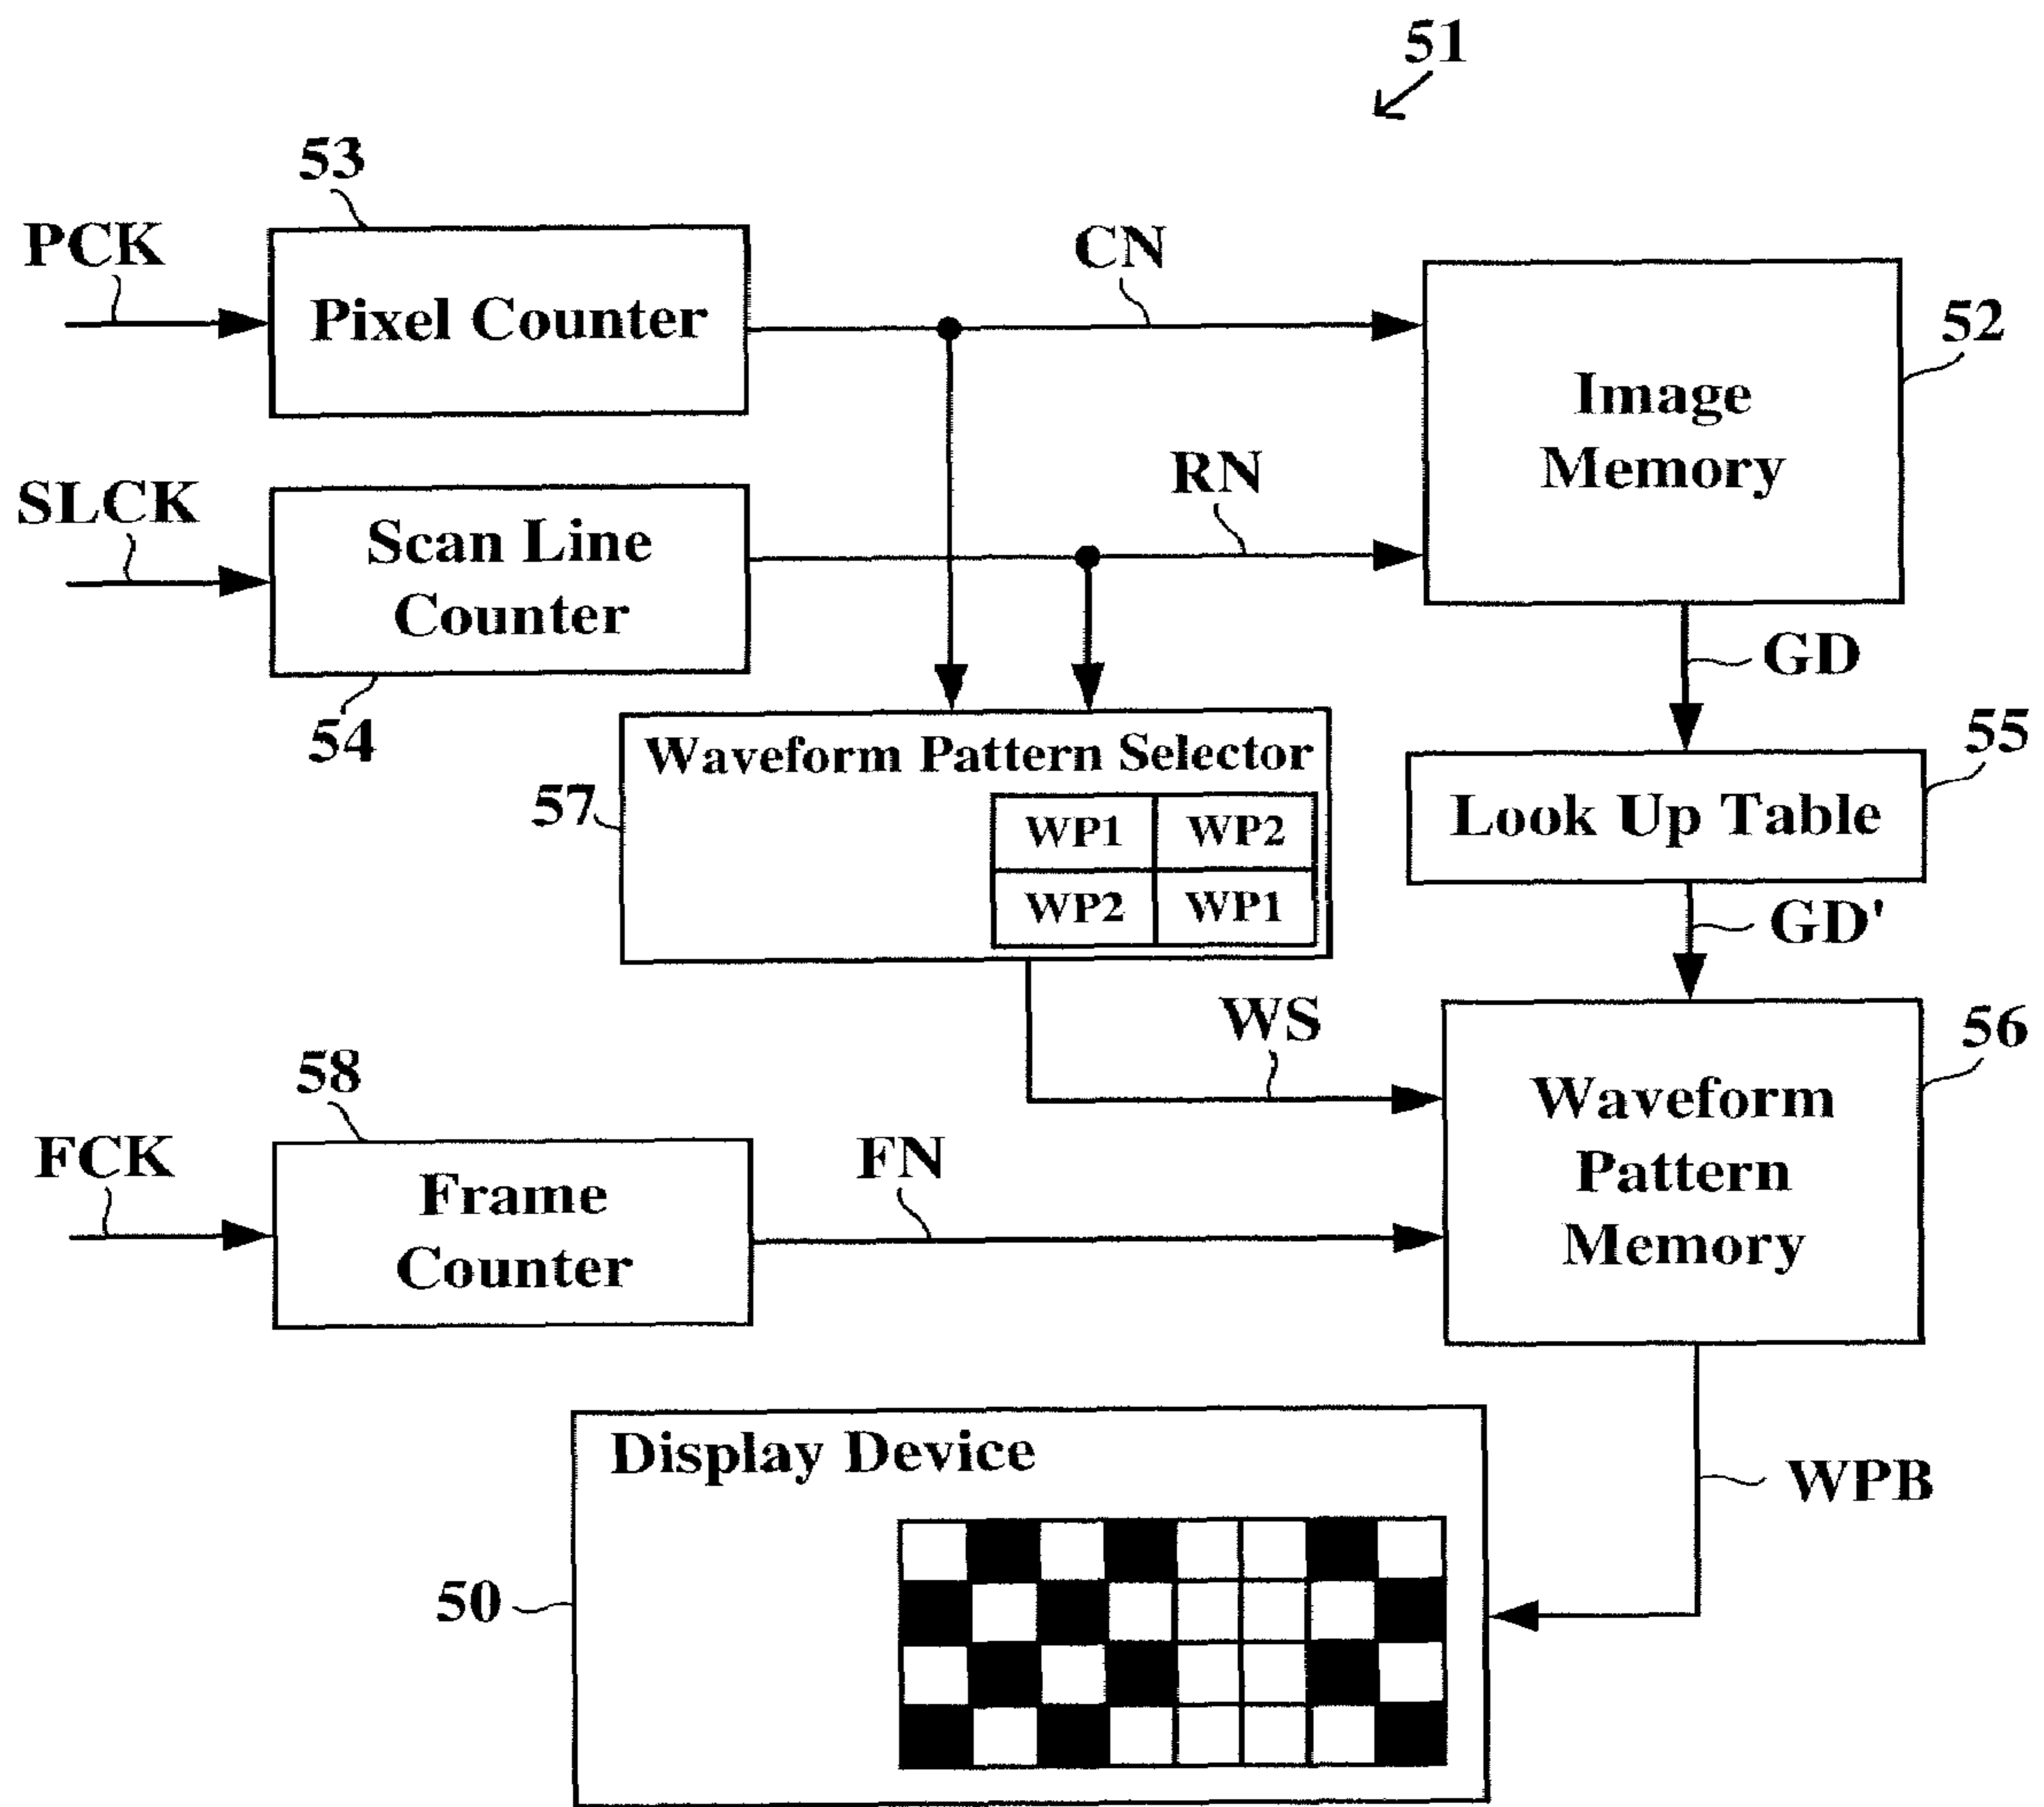 51
53
PCK
Pixel Counter
CN
Image
Memory
52
SLCK
Scan Line
Counter
54
RN
GD
Waveform Pattern Selector
57
WP1 WP2
WP2 WP1
Look Up Table
55
GD'
WS
58
FCK
Frame
Counter
FN
Waveform
Pattern
Memory
56
Display Device
50
WPB